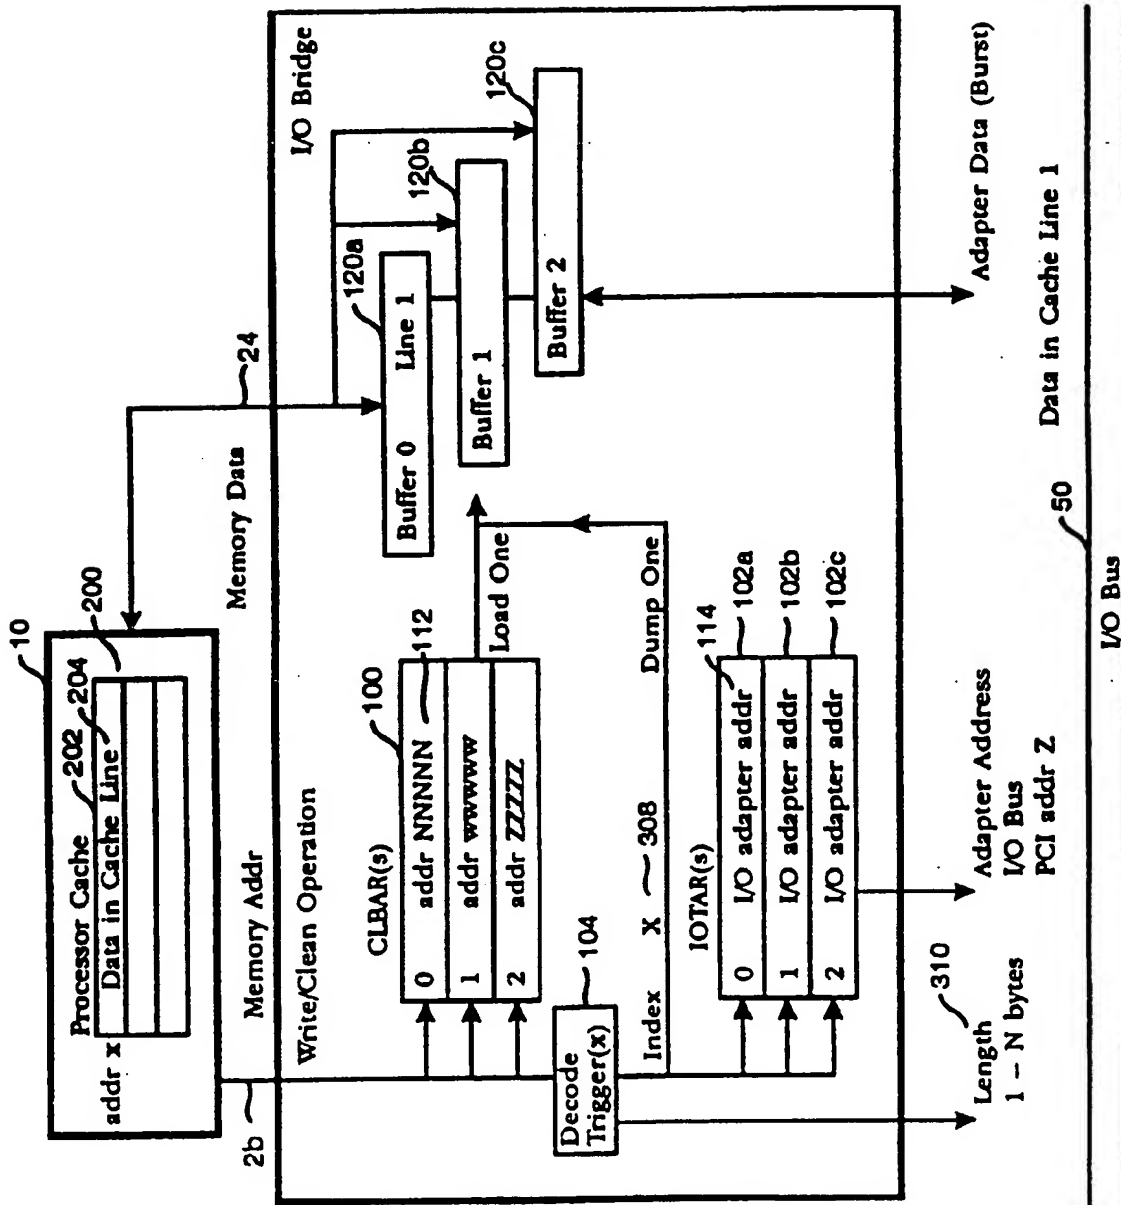 10
Processor Cache
202
204
200
addr x
Data in Cache Line
2b
Memory Addr
Memory Data
24
I/O Bridge
Write/Clean Operation
CLBAR(s)
100
0 addr NNNNN
112
1 addr wwwww
2 addr ZZZZZ
Load One
120a
Buffer 0 Line 1
120b
Buffer 1
120c
Buffer 2
Decode
Trigger(x)
104
Index X
308
Dump One
IOTAR(s)
114
0 I/O adapter addr
102a
1 I/O adapter addr
102b
2 I/O adapter addr
102c
310
Length
1 – N bytes
Adapter Address
I/O Bus
PCI addr Z
Adapter Data (Burst)
Data in Cache Line 1
50
I/O Bus